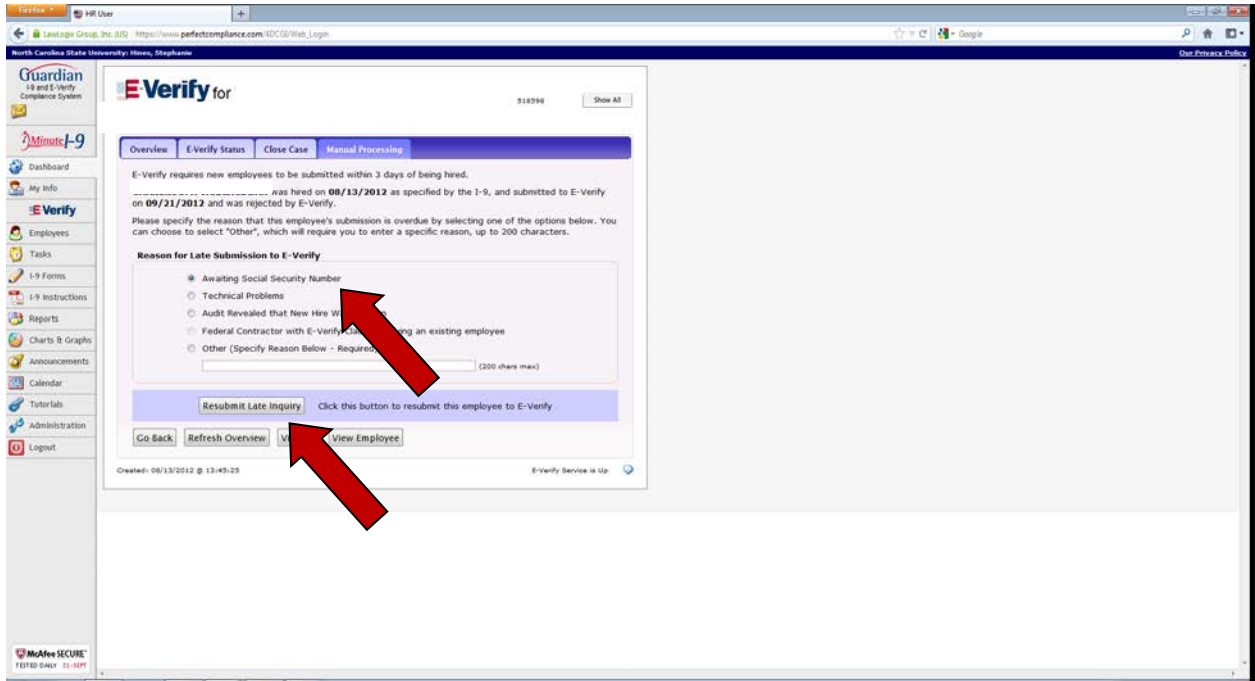 Firefox
HR User
+
LawLogix Group, Inc. (US) https://www.perfectcompliance.com/4DCGI/Web_Login
Google
North Carolina State University: Hines, Stephanie
Our Privacy Policy
Guardian
I-9 and E-Verify
Compliance System
Minute I-9
Dashboard
My Info
E-Verify
Employees
Tasks
I-9 Forms
I-9 Instructions
Reports
Charts & Graphs
Announcements
Calendar
Tutorials
Administration
Logout
McAfee SECURE
TESTED DAILY 21-SEPT
E-Verify for
518598
Show All
Overview E-Verify Status Close Case Manual Processing
E-Verify requires new employees to be submitted within 3 days of being hired.
was hired on 08/13/2012 as specified by the I-9, and submitted to E-Verify
on 09/21/2012 and was rejected by E-Verify.
Please specify the reason that this employee's submission is overdue by selecting one of the options below. You
can choose to select "Other", which will require you to enter a specific reason, up to 200 characters.
Reason for Late Submission to E-Verify
Awaiting Social Security Number
Technical Problems
Audit Revealed that New Hire W
Federal Contractor with E-Verify Cla ing an existing employee
Other (Specify Reason Below - Required)
(200 chars max)
Resubmit Late Inquiry Click this button to resubmit this employee to E-Verify
Go Back Refresh Overview Vi View Employee
Created: 08/13/2012 @ 13:45:25
E-Verify Service is Up